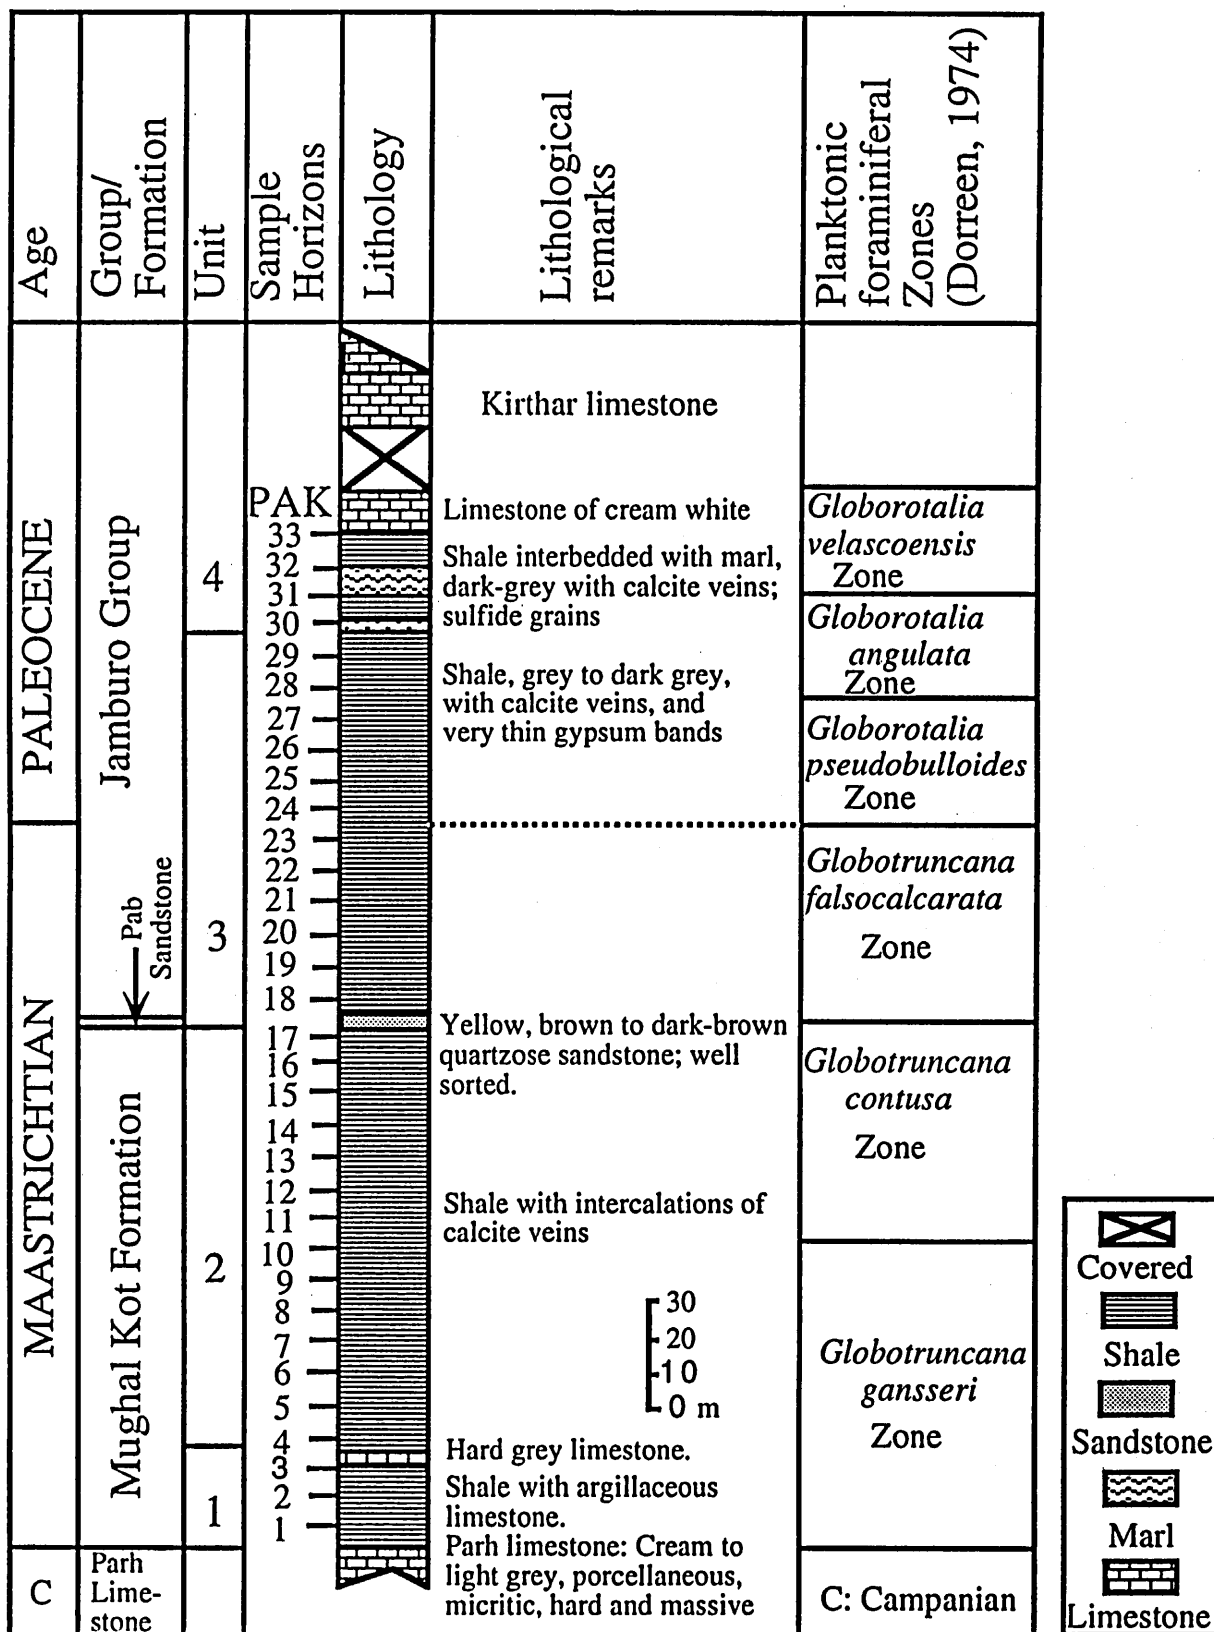 Age
Group/
Formation
Unit
Sample
Horizons
Lithology
Lithological
remarks
Planktonic
foraminiferal
Zones
(Dorreen, 1974)
PALEOCENE
MAASTRICHTIAN
C
Jamburo Group
Pab
Sandstone
Mughal Kot Formation
Parh
Lime-
stone
4
3
2
1
PAK
33
32
31
30
29
28
27
26
25
24
23
22
21
20
19
18
17
16
15
14
13
12
11
10
9
8
7
6
5
4
3
2
1
Kirthar limestone
Limestone of cream white
Shale interbedded with marl,
dark-grey with calcite veins;
sulfide grains
Shale, grey to dark grey,
with calcite veins, and
very thin gypsum bands
Yellow, brown to dark-brown
quartzose sandstone; well
sorted.
Shale with intercalations of
calcite veins
30
20
10
0 m
Hard grey limestone.
Shale with argillaceous
limestone.
Parh limestone: Cream to
light grey, porcellaneous,
micritic, hard and massive
Globorotalia
velascoensis
Zone
Globorotalia
angulata
Zone
Globorotalia
pseudobulloides
Zone
Globotruncana
falsocalcarata
Zone
Globotruncana
contusa
Zone
Globotruncana
gansseri
Zone
C: Campanian
Covered
Shale
Sandstone
Marl
Limestone